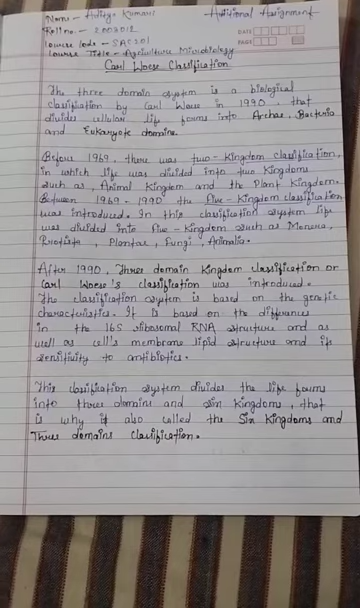 Name - Aditya Kumari Additional Assignment
Roll no. - 2003012
Course Code - SAC201 DATE
Course Title - Agriculture Microbiology PAGE
Carl Woese Classification
The three domain system is a biological
classification by Carl Woese in 1990, that
divides cellular life forms into Archae, Bacteria
and Eukaryote domains.
Before 1969, there was two-kingdom classification,
in which life was divided into two Kingdoms
such as, Animal Kingdom and the Plant Kingdom.
Between 1969-1990 the five-kingdom classification
was introduced. In this classification system life
was divided into five-kingdom such as Monera,
Protista, Plantae, Fungi, Animalia.
After 1990, Three domain kingdom classification or
Carl Woese's classification was introduced.
The classification system is based on the genetic
characteristics. It is based on the differences
in the 16S ribosomal RNA structure and as
well as cell's membrane lipid structure and its
sensitivity to antibiotics.
This classification system divides the life forms
into three domains and six kingdoms, that
is why it also called the Six Kingdoms and
Three domains Classification.